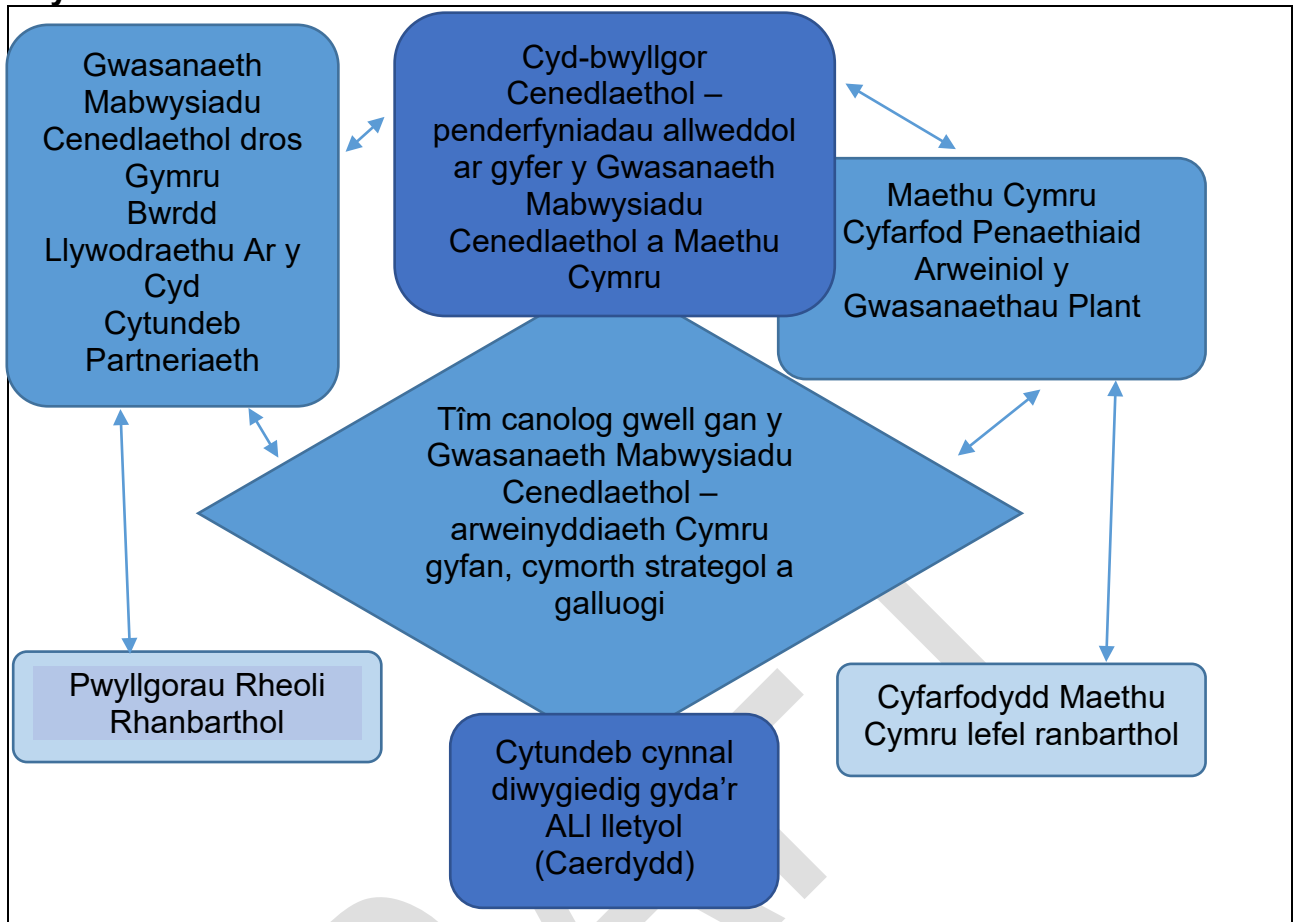 Gwasanaeth
Mabwysiadu
Cenedlaethol dros
Gymru
Bwrdd
Llywodraethu Ar y
Cyd
Cytundeb
Partneriaeth
Cyd-bwyllgor
Cenedlaethol –
penderfyniadau allweddol
ar gyfer y Gwasanaeth
Mabwysiadu
Cenedlaethol a Maethu
Cymru
Maethu Cymru
Cyfarfod Penaethiaid
Arweiniol y
Gwasanaethau Plant
Tîm canolog gwell gan y
Gwasanaeth Mabwysiadu
Cenedlaethol –
arweinyddiaeth Cymru
gyfan, cymorth strategol a
galluogi
Pwyllgorau Rheoli
Rhanbarthol
Cyfarfodydd Maethu
Cymru lefel ranbarthol
Cytundeb cynnal
diwygiedig gyda’r
ALl lletyol
(Caerdydd)